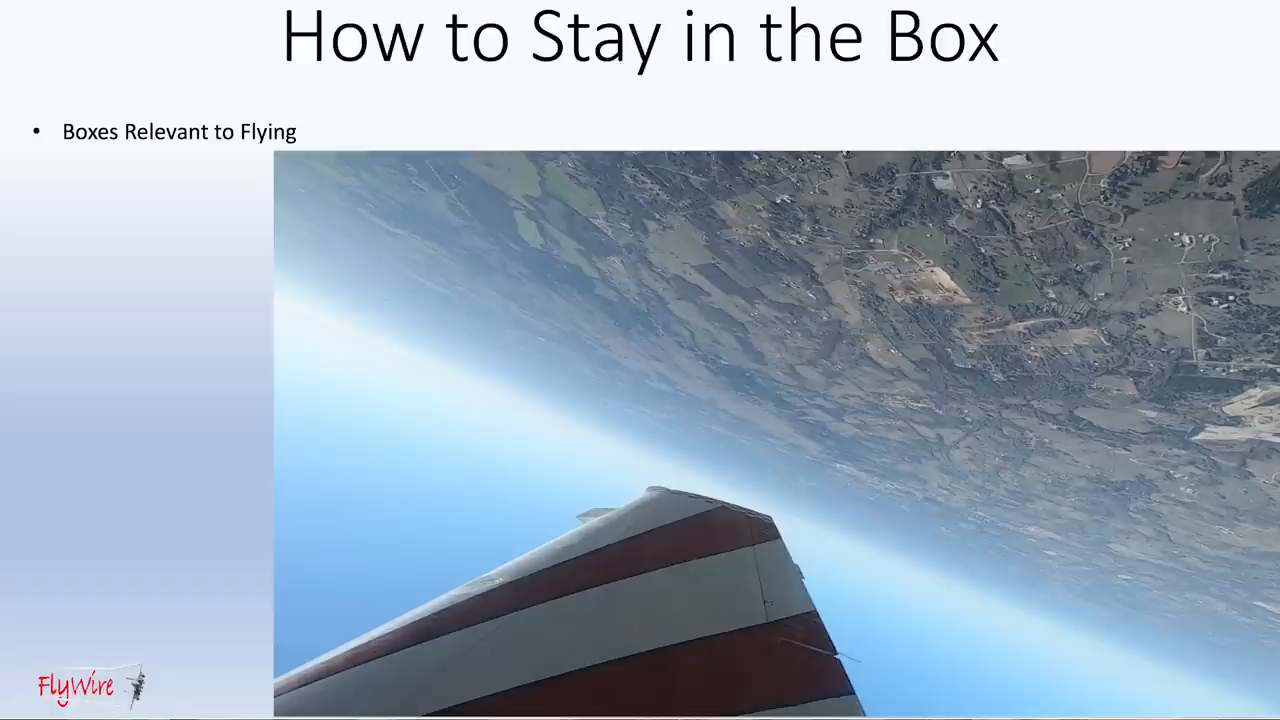 How to Stay in the Box
• Boxes Relevant to Flying
FlyWire